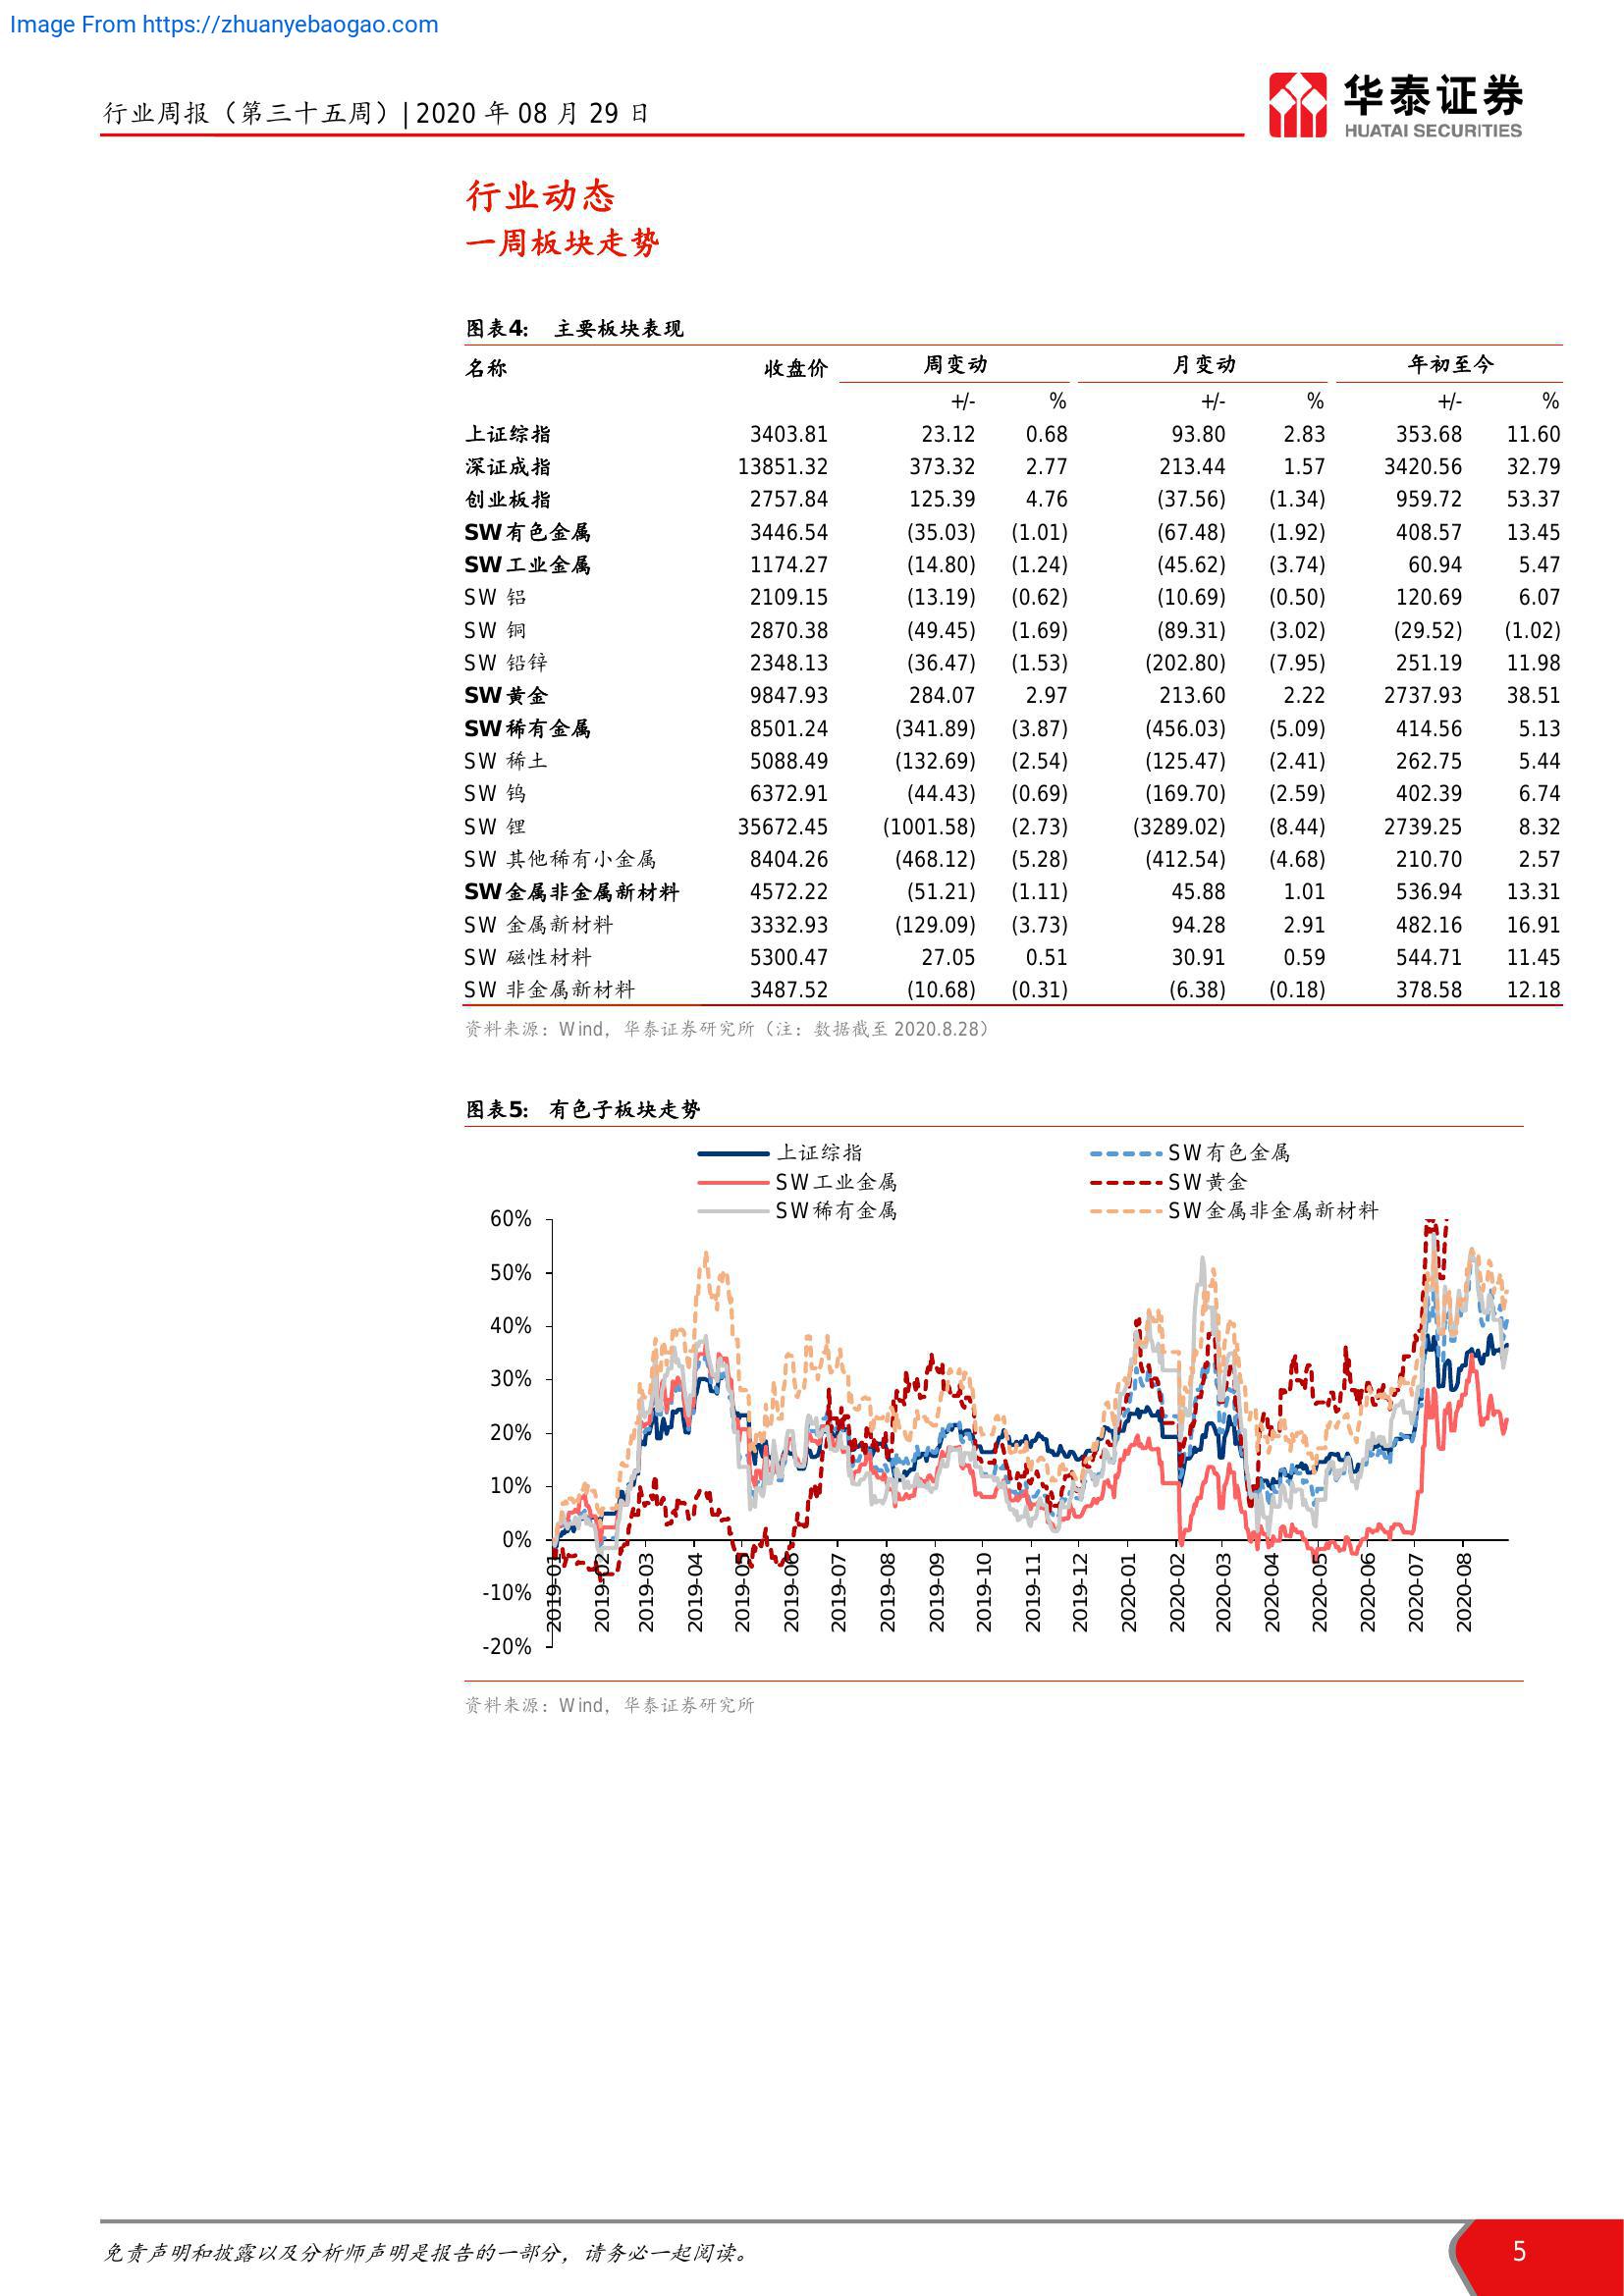 Image From https://zhuanyebaogao.com
行业周报（第三十五周）| 2020 年 08 月 29 日
华泰证券
HUATAI SECURITIES
行业动态
一周板块走势
图表4： 主要板块表现
名称 收盘价 周变动 月变动 年初至今
+/- % +/- % +/- %
上证综指 3403.81 23.12 0.68 93.80 2.83 353.68 11.60
深证成指 13851.32 373.32 2.77 213.44 1.57 3420.56 32.79
创业板指 2757.84 125.39 4.76 (37.56) (1.34) 959.72 53.37
SW有色金属 3446.54 (35.03) (1.01) (67.48) (1.92) 408.57 13.45
SW工业金属 1174.27 (14.80) (1.24) (45.62) (3.74) 60.94 5.47
SW 铝 2109.15 (13.19) (0.62) (10.69) (0.50) 120.69 6.07
SW 铜 2870.38 (49.45) (1.69) (89.31) (3.02) (29.52) (1.02)
SW 铅锌 2348.13 (36.47) (1.53) (202.80) (7.95) 251.19 11.98
SW黄金 9847.93 284.07 2.97 213.60 2.22 2737.93 38.51
SW稀有金属 8501.24 (341.89) (3.87) (456.03) (5.09) 414.56 5.13
SW 稀土 5088.49 (132.69) (2.54) (125.47) (2.41) 262.75 5.44
SW 钨 6372.91 (44.43) (0.69) (169.70) (2.59) 402.39 6.74
SW 锂 35672.45 (1001.58) (2.73) (3289.02) (8.44) 2739.25 8.32
SW 其他稀有小金属 8404.26 (468.12) (5.28) (412.54) (4.68) 210.70 2.57
SW金属非金属新材料 4572.22 (51.21) (1.11) 45.88 1.01 536.94 13.31
SW 金属新材料 3332.93 (129.09) (3.73) 94.28 2.91 482.16 16.91
SW 磁性材料 5300.47 27.05 0.51 30.91 0.59 544.71 11.45
SW 非金属新材料 3487.52 (10.68) (0.31) (6.38) (0.18) 378.58 12.18
资料来源：Wind，华泰证券研究所（注：数据截至 2020.8.28）
图表5： 有色子板块走势
上证综指 SW有色金属
SW工业金属 SW黄金
SW稀有金属 SW金属非金属新材料
60%
50%
40%
30%
20%
10%
0%
-10%
-20%
2019-01 2019-02 2019-03 2019-04 2019-05 2019-06 2019-07 2019-08 2019-09 2019-10 2019-11 2019-12 2020-01 2020-02 2020-03 2020-04 2020-05 2020-06 2020-07 2020-08
资料来源：Wind，华泰证券研究所
免责声明和披露以及分析师声明是报告的一部分，请务必一起阅读。
5